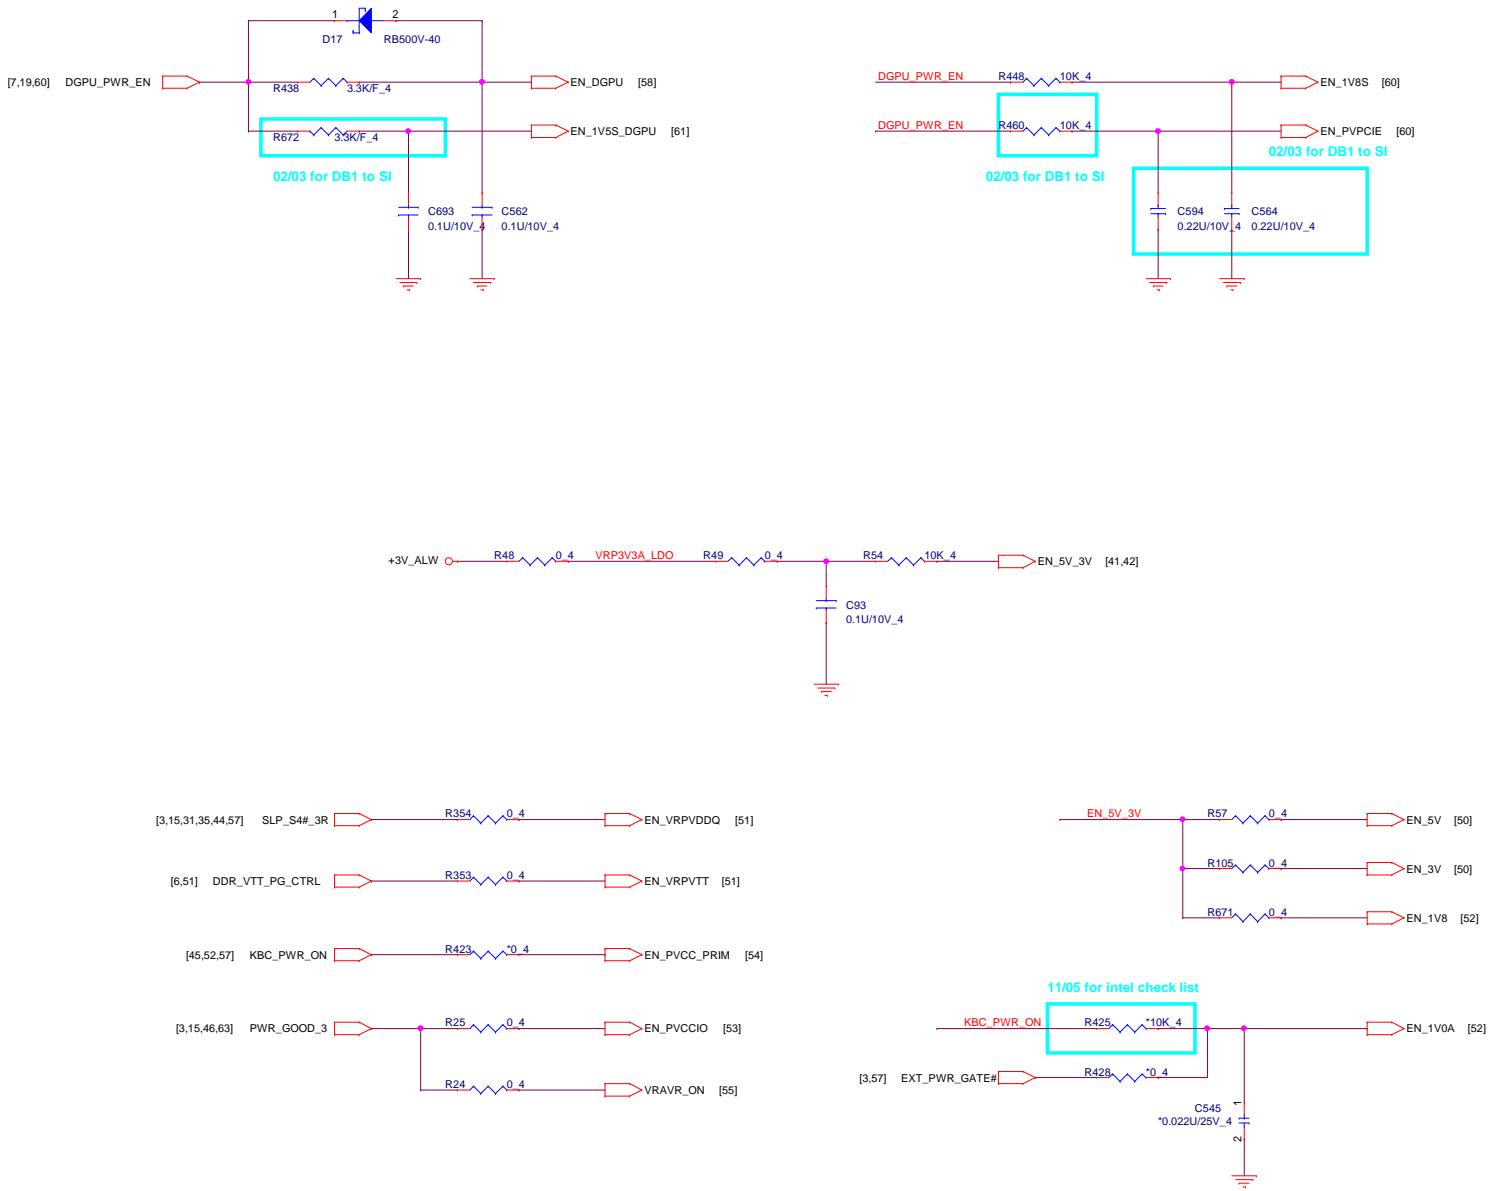 1 2
D17 RB500V-40
[7,19,60] DGPU_PWR_EN
R438 3.3K/F_4
EN_DGPU [58]
R672 3.3K/F_4
EN_1V5S_DGPU [61]
02/03 for DB1 to SI
C693
0.1U/10V_4
C562
0.1U/10V_4
DGPU_PWR_EN R448 10K_4
EN_1V8S [60]
DGPU_PWR_EN R460 10K_4
EN_PVPCIE [60]
02/03 for DB1 to SI
02/03 for DB1 to SI
C594
0.22U/10V_4
C564
0.22U/10V_4
+3V_ALW R48 0_4 VRP3V3A_LDO R49 0_4 R54 10K_4
EN_5V_3V [41,42]
C93
0.1U/10V_4
[3,15,31,35,44,57] SLP_S4#_3R R354 0_4 EN_VRPVDDQ [51]
[6,51] DDR_VTT_PG_CTRL R353 0_4 EN_VRPVTT [51]
[45,52,57] KBC_PWR_ON R423 *0_4 EN_PVCC_PRIM [54]
[3,15,46,63] PWR_GOOD_3 R25 0_4 EN_PVCCIO [53]
R24 0_4 VRAVR_ON [55]
EN_5V_3V R57 0_4 EN_5V [50]
R105 0_4 EN_3V [50]
R671 0_4 EN_1V8 [52]
11/05 for intel check list
KBC_PWR_ON R425 *10K_4 EN_1V0A [52]
[3,57] EXT_PWR_GATE# R428 *0_4
C545
*0.022U/25V_4
1
2